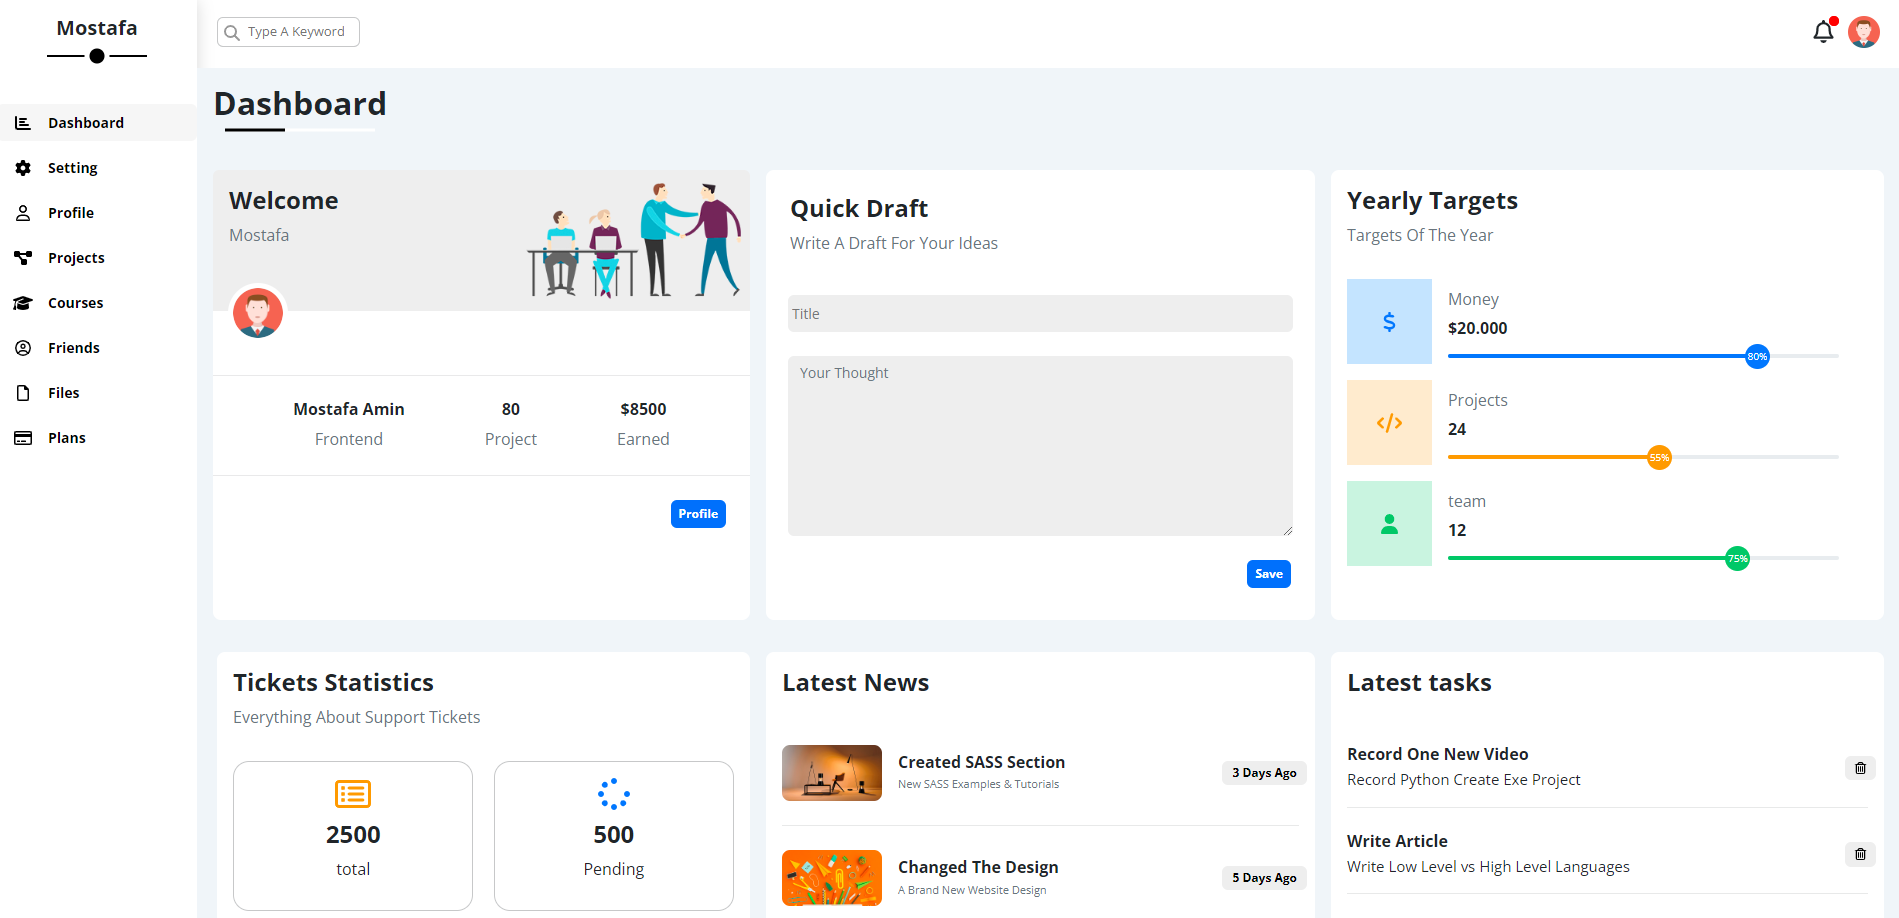 Mostafa
Type A Keyword
Dashboard
Setting
Profile
Projects
Courses
Friends
Files
Plans
Dashboard
Welcome
Mostafa
Mostafa Amin
Frontend
80
Project
$8500
Earned
Profile
Quick Draft
Write A Draft For Your Ideas
Title
Your Thought
Save
Yearly Targets
Targets Of The Year
$
Money
$20.000
80%
</>
Projects
24
55%
team
12
75%
Tickets Statistics
Everything About Support Tickets
2500
total
500
Pending
Latest News
Created SASS Section
New SASS Examples & Tutorials
3 Days Ago
Changed The Design
A Brand New Website Design
5 Days Ago
Latest tasks
Record One New Video
Record Python Create Exe Project
Write Article
Write Low Level vs High Level Languages